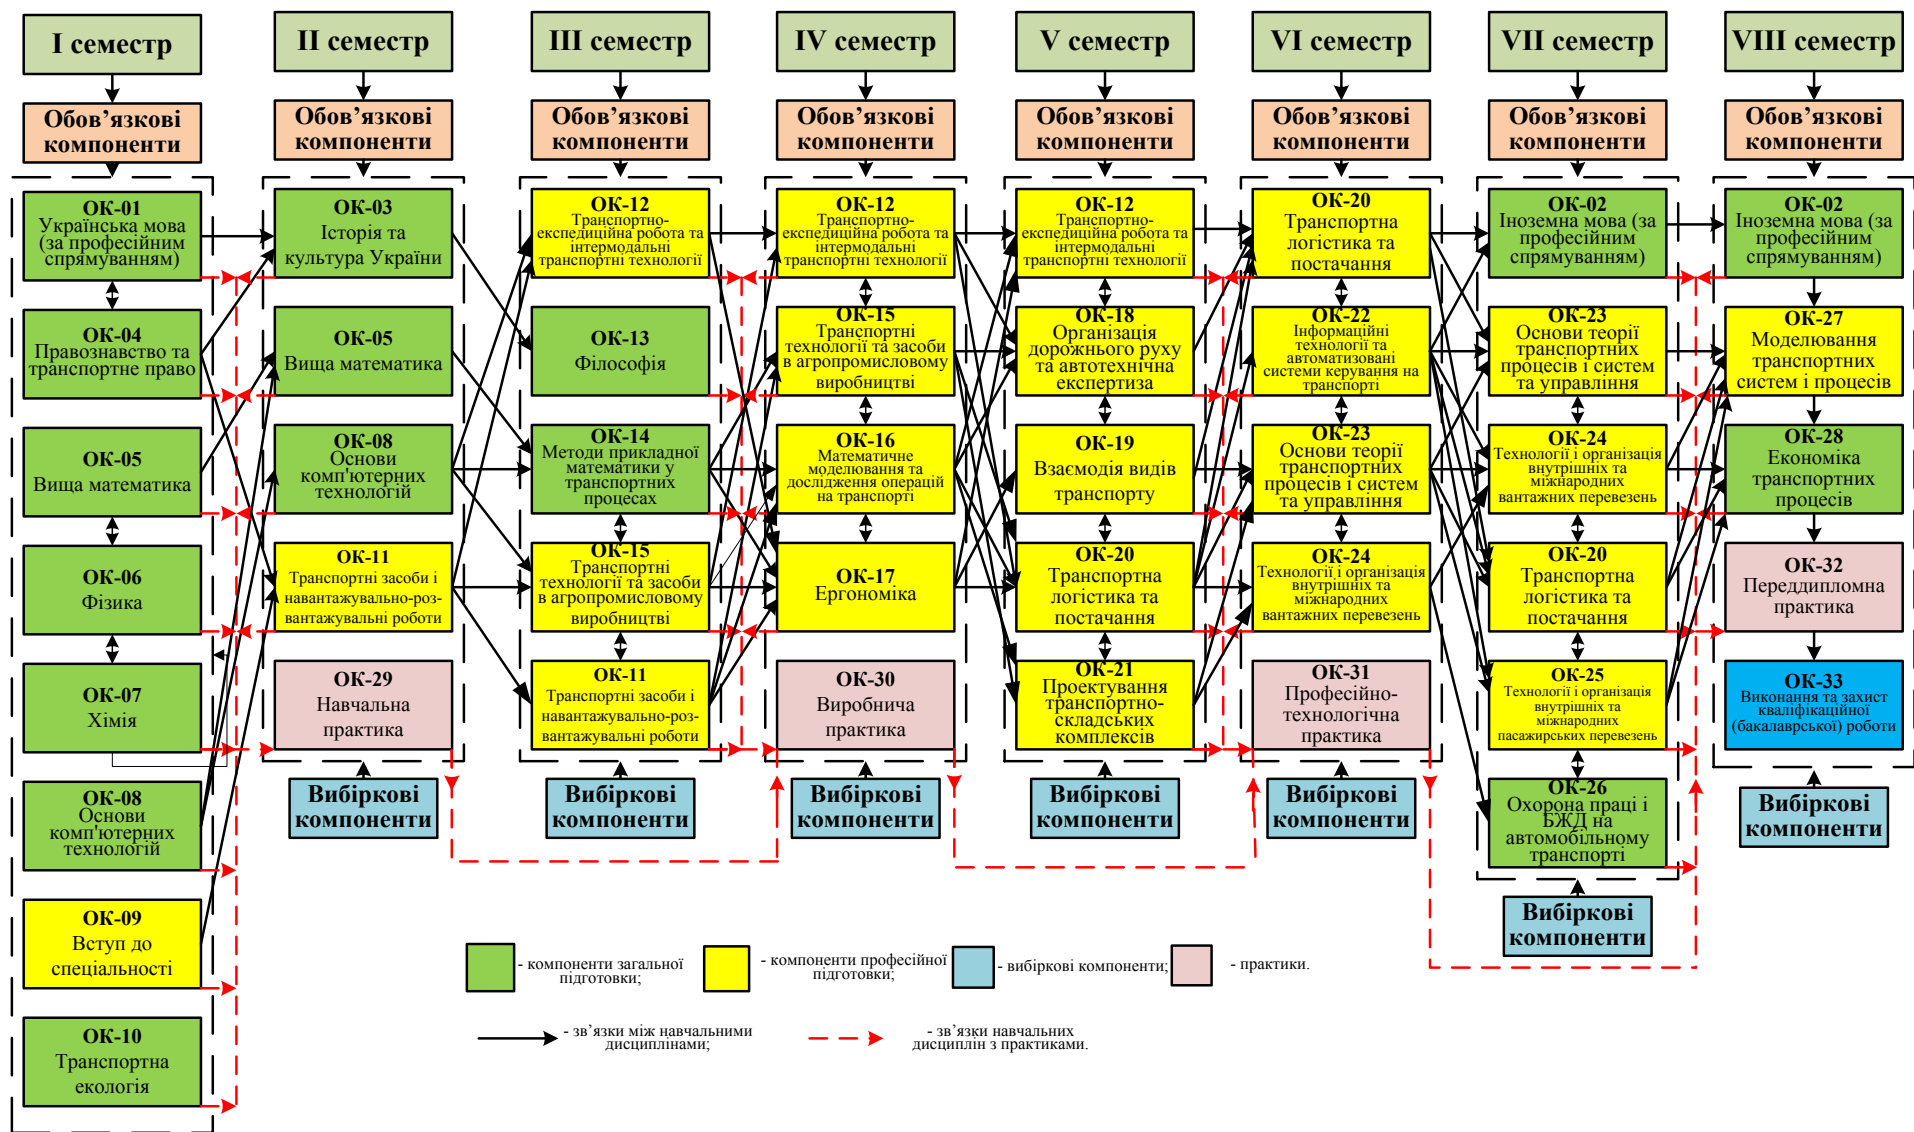 I семестр
Обов’язкові
компоненти
ОК-01
Українська мова
(за професійним
спрямуванням)
ОК-04
Правознавство та
транспортне право
ОК-05
Вища математика
ОК-06
Фізика
ОК-07
Хімія
ОК-08
Основи
комп'ютерних
технологій
ОК-09
Вступ до
спеціальності
ОК-10
Транспортна
екологія
II семестр
Обов’язкові
компоненти
ОК-03
Історія та
культура України
ОК-05
Вища математика
ОК-08
Основи
комп'ютерних
технологій
ОК-11
Транспортні засоби і
навантажувально-роз-
вантажувальні роботи
ОК-29
Навчальна
практика
Вибіркові
компоненти
III семестр
Обов’язкові
компоненти
ОК-12
Транспортно-
експедиційна робота та
інтермодальні
транспортні технології
ОК-13
Філософія
ОК-14
Методи прикладної
математики у
транспортних
процесах
ОК-15
Транспортні
технології та засоби
в агропромисловому
виробництві
ОК-11
Транспортні засоби і
навантажувально-роз-
вантажувальні роботи
Вибіркові
компоненти
IV семестр
Обов’язкові
компоненти
ОК-12
Транспортно-
експедиційна робота та
інтермодальні
транспортні технології
ОК-15
Транспортні
технології та засоби
в агропромисловому
виробництві
ОК-16
Математичне
моделювання та
дослідження операцій
на транспорті
ОК-17
Ергономіка
ОК-30
Виробнича
практика
Вибіркові
компоненти
V семестр
Обов’язкові
компоненти
ОК-12
Транспортно-
експедиційна робота та
інтермодальні
транспортні технології
ОК-18
Організація
дорожнього руху
та автотехнічна
експертиза
ОК-19
Взаємодія видів
транспорту
ОК-20
Транспортна
логістика та
постачання
ОК-21
Проектування
транспортно-
складських
комплексів
Вибіркові
компоненти
VI семестр
Обов’язкові
компоненти
ОК-20
Транспортна
логістика та
постачання
ОК-22
Інформаційні
технології та
автоматизовані
системи керування на
транспорті
ОК-23
Основи теорії
транспортних
процесів і систем
та управління
ОК-24
Технології і організація
внутрішніх та
міжнародних
вантажних перевезень
ОК-31
Професійно-
технологічна
практика
Вибіркові
компоненти
VII семестр
Обов’язкові
компоненти
ОК-02
Іноземна мова (за
професійним
спрямуванням)
ОК-23
Основи теорії
транспортних
процесів і систем
та управління
ОК-24
Технології і організація
внутрішніх та
міжнародних
вантажних перевезень
ОК-20
Транспортна
логістика та
постачання
ОК-25
Технології і організація
внутрішніх та
міжнародних
пасажирських перевезень
ОК-26
Охорона праці і
БЖД на
автомобільному
транспорті
Вибіркові
компоненти
VIII семестр
Обов’язкові
компоненти
ОК-02
Іноземна мова (за
професійним
спрямуванням)
ОК-27
Моделювання
транспортних
систем і процесів
ОК-28
Економіка
транспортних
процесів
ОК-32
Переддипломна
практика
ОК-33
Виконання та захист
кваліфікаційної
(бакалаврської) роботи
Вибіркові
компоненти
- компоненти загальної
підготовки;
- компоненти професійної
підготовки;
- вибіркові компоненти;
- практики.
- зв’язки між навчальними
дисциплінами;
- зв’язки навчальних
дисциплін з практиками.